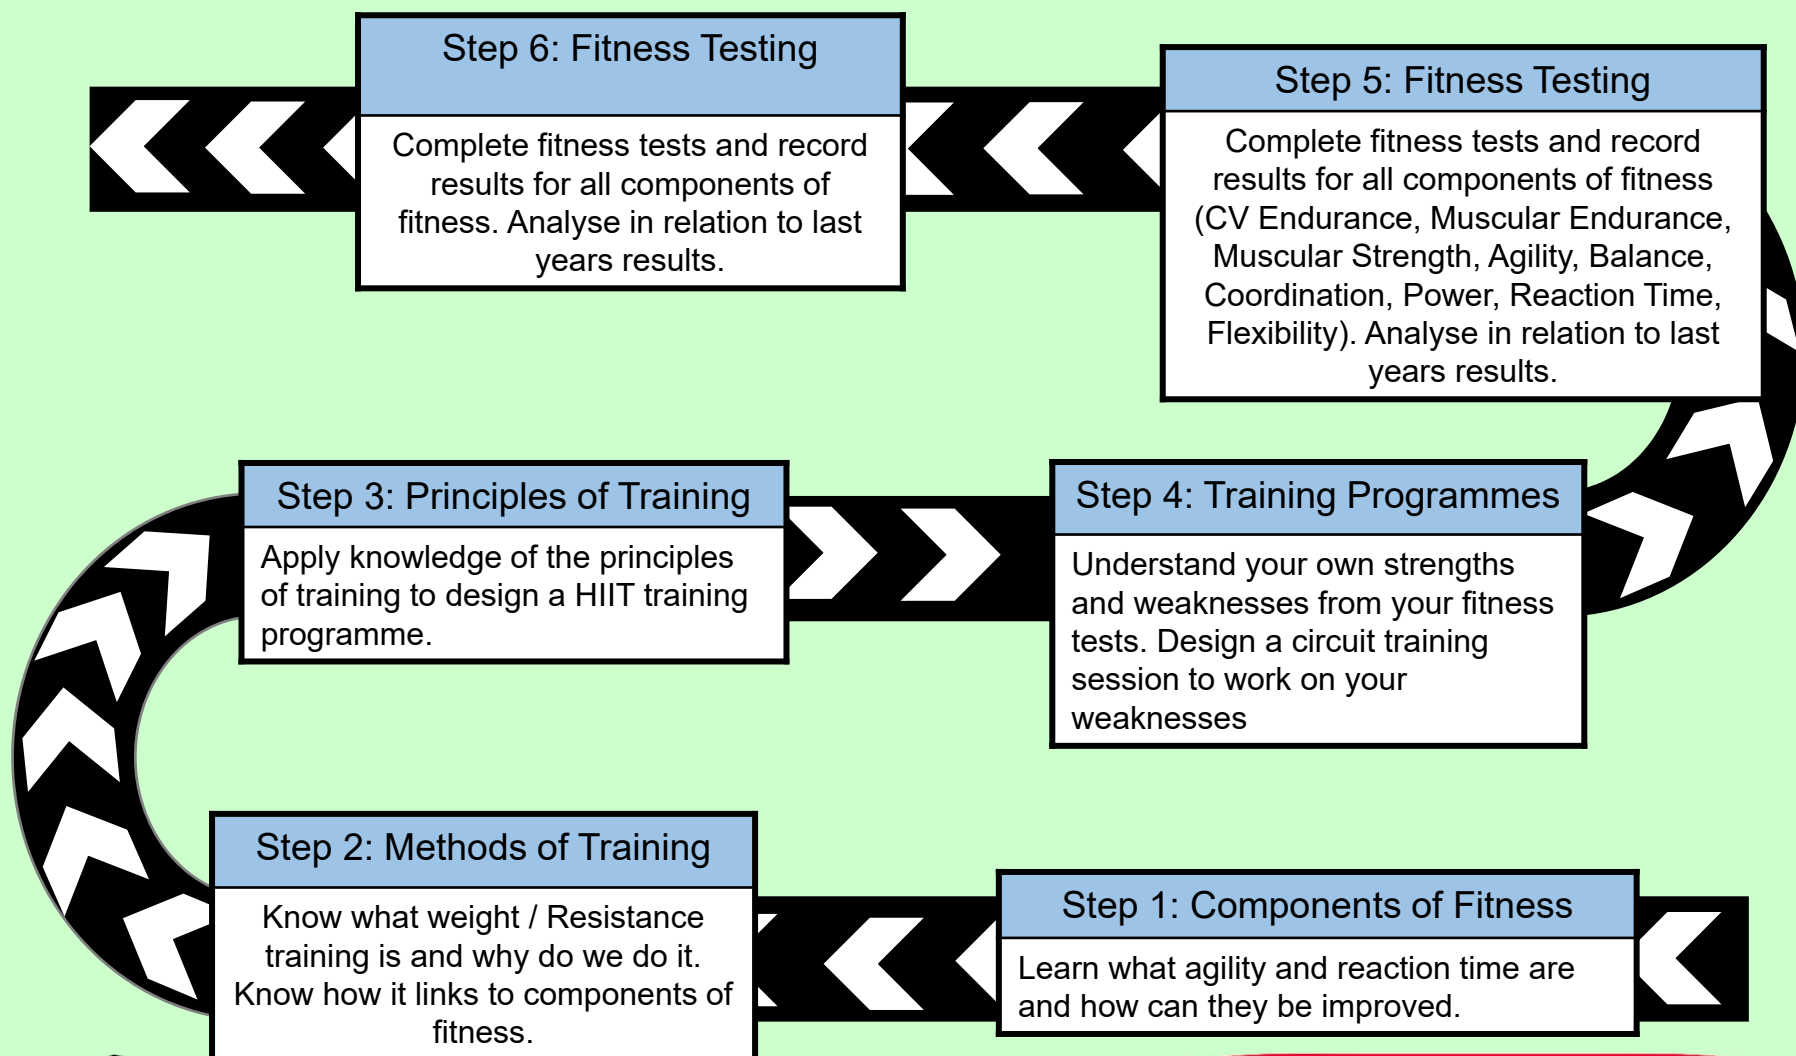 Step 6: Fitness Testing
Complete fitness tests and record
results for all components of
fitness. Analyse in relation to last
years results.
Step 5: Fitness Testing
Complete fitness tests and record
results for all components of fitness
(CV Endurance, Muscular Endurance,
Muscular Strength, Agility, Balance,
Coordination, Power, Reaction Time,
Flexibility). Analyse in relation to last
years results.
Step 3: Principles of Training
Apply knowledge of the principles
of training to design a HIIT training
programme.
Step 4: Training Programmes
Understand your own strengths
and weaknesses from your fitness
tests. Design a circuit training
session to work on your
weaknesses
Step 2: Methods of Training
Know what weight / Resistance
training is and why do we do it.
Know how it links to components of
fitness.
Step 1: Components of Fitness
Learn what agility and reaction time are
and how can they be improved.